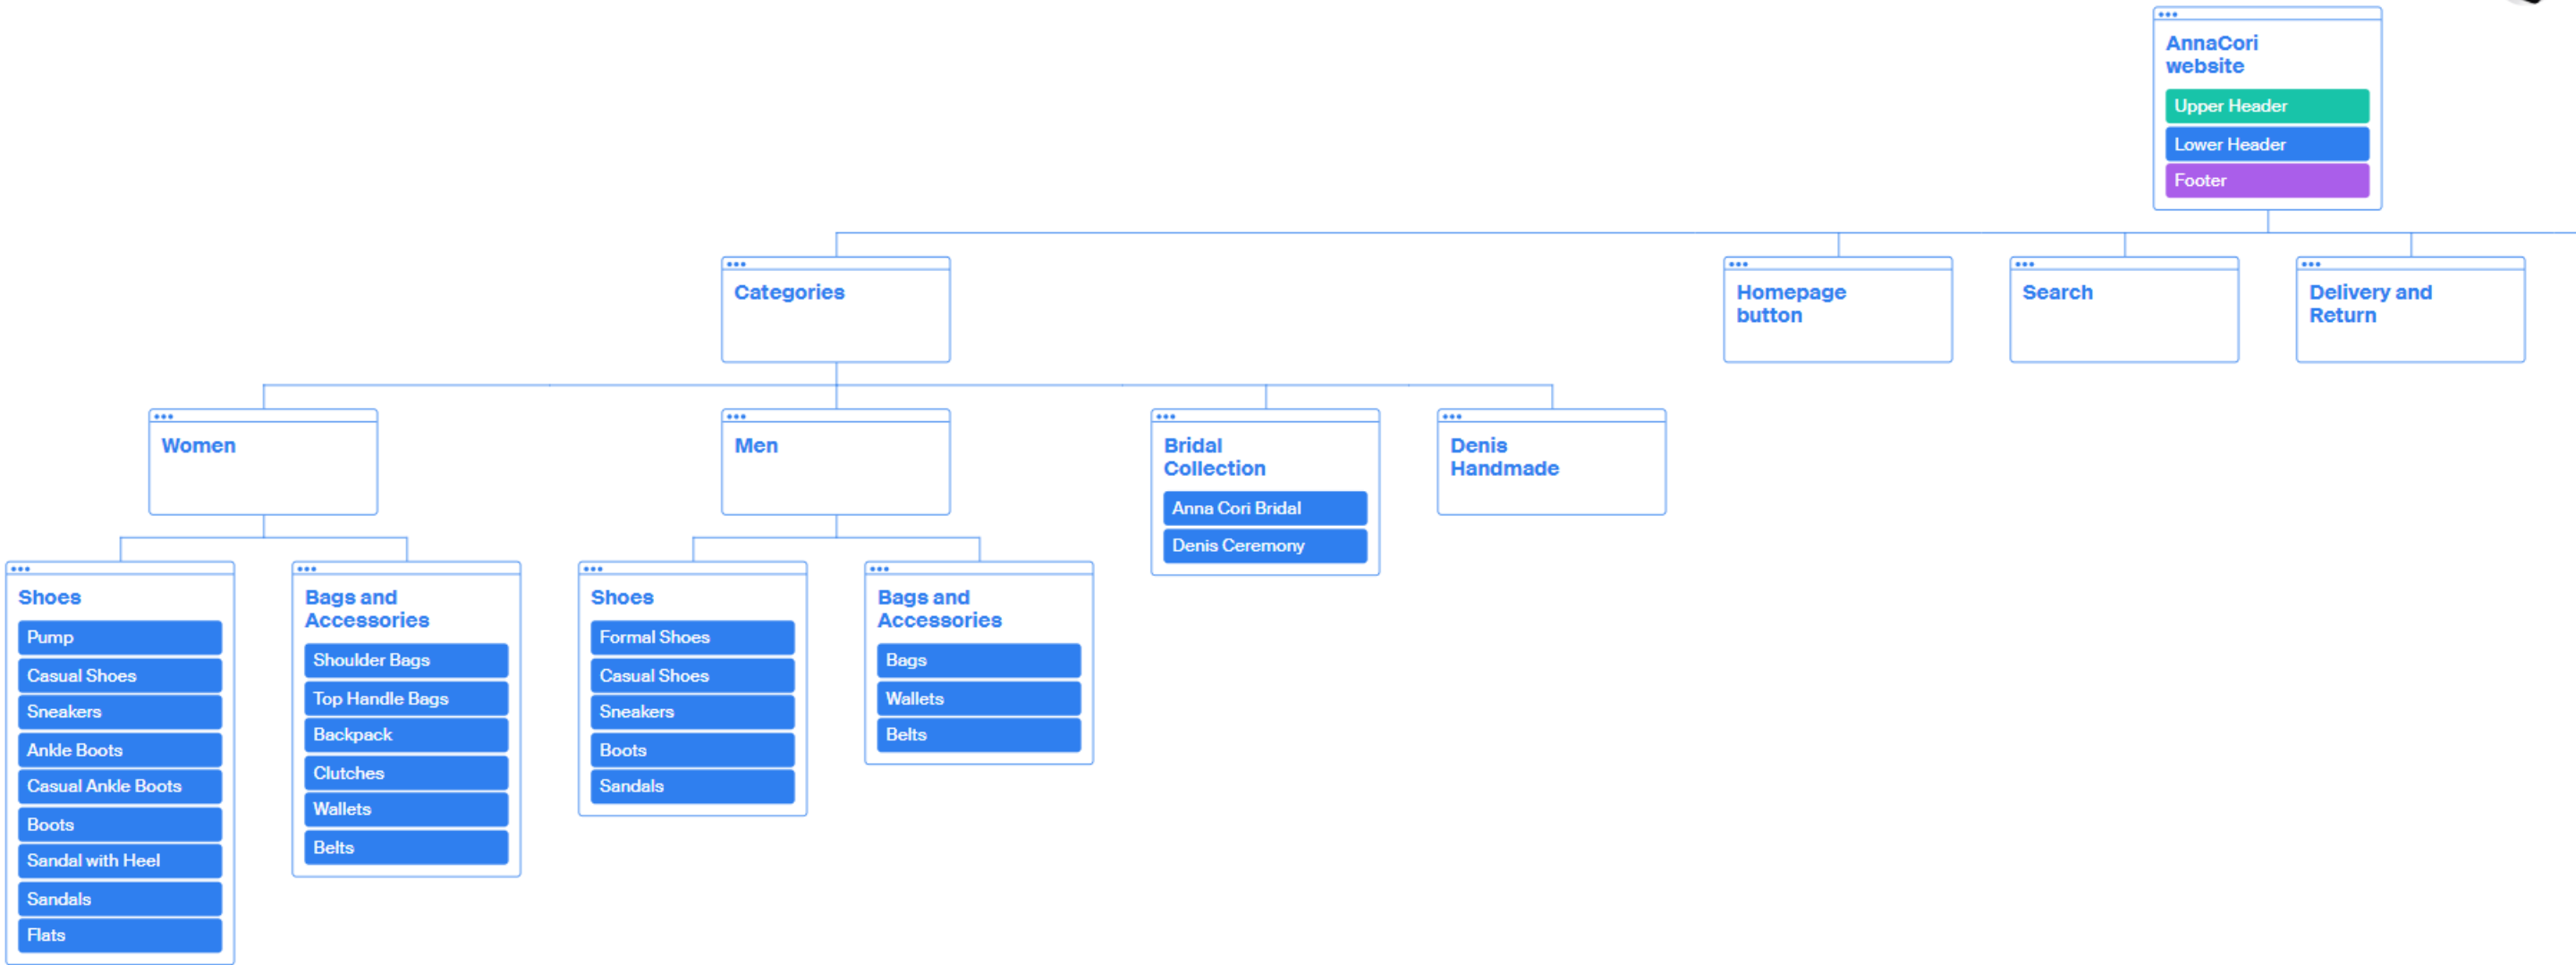 AnnaCori
website
Upper Header
Lower Header
Footer
Categories
Homepage
button
Search
Delivery and
Return
Women
Men
Bridal
Collection
Anna Cori Bridal
Denis Ceremony
Denis
Handmade
Shoes
Pump
Casual Shoes
Sneakers
Ankle Boots
Casual Ankle Boots
Boots
Sandal with Heel
Sandals
Flats
Bags and
Accessories
Shoulder Bags
Top Handle Bags
Backpack
Clutches
Wallets
Belts
Shoes
Formal Shoes
Casual Shoes
Sneakers
Boots
Sandals
Bags and
Accessories
Bags
Wallets
Belts